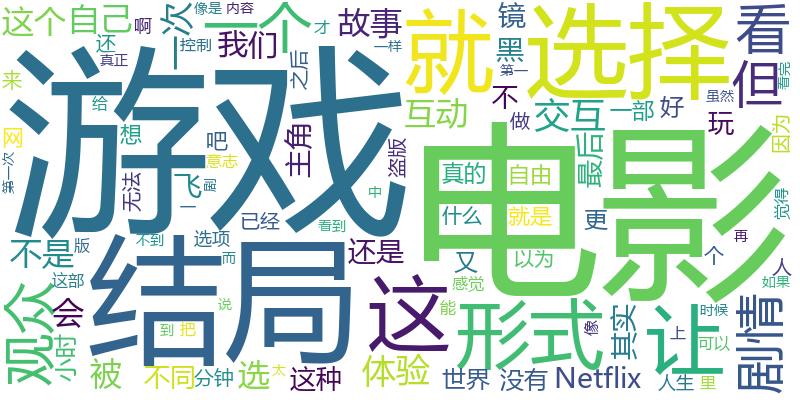 这个
自己
像是
内容
啊
还
真正
控制
一次
一个
才
我们
之后
故事
一样
就
镜
黑
第一
选择
看
但
虽然
看完
来
给
网
第一次
游戏
想
吧
意志
无法
飞
一
副
主角
盗版
互动
不
做
交互
一部
好
玩
因为
最后
电影
真的
自由
什么
就是
更
觉得
不是
版
这部
不到
已经
选项
而
中
看到
还是
又
以为
个
再
人
如果
感觉
观众
小时
会
结局
说
到
把
这
能
形式
像
其实
让
上
时候
可以
剧情
被
不同
分钟
选
太
这种
体验
世界
没有
Netflix
人生
里